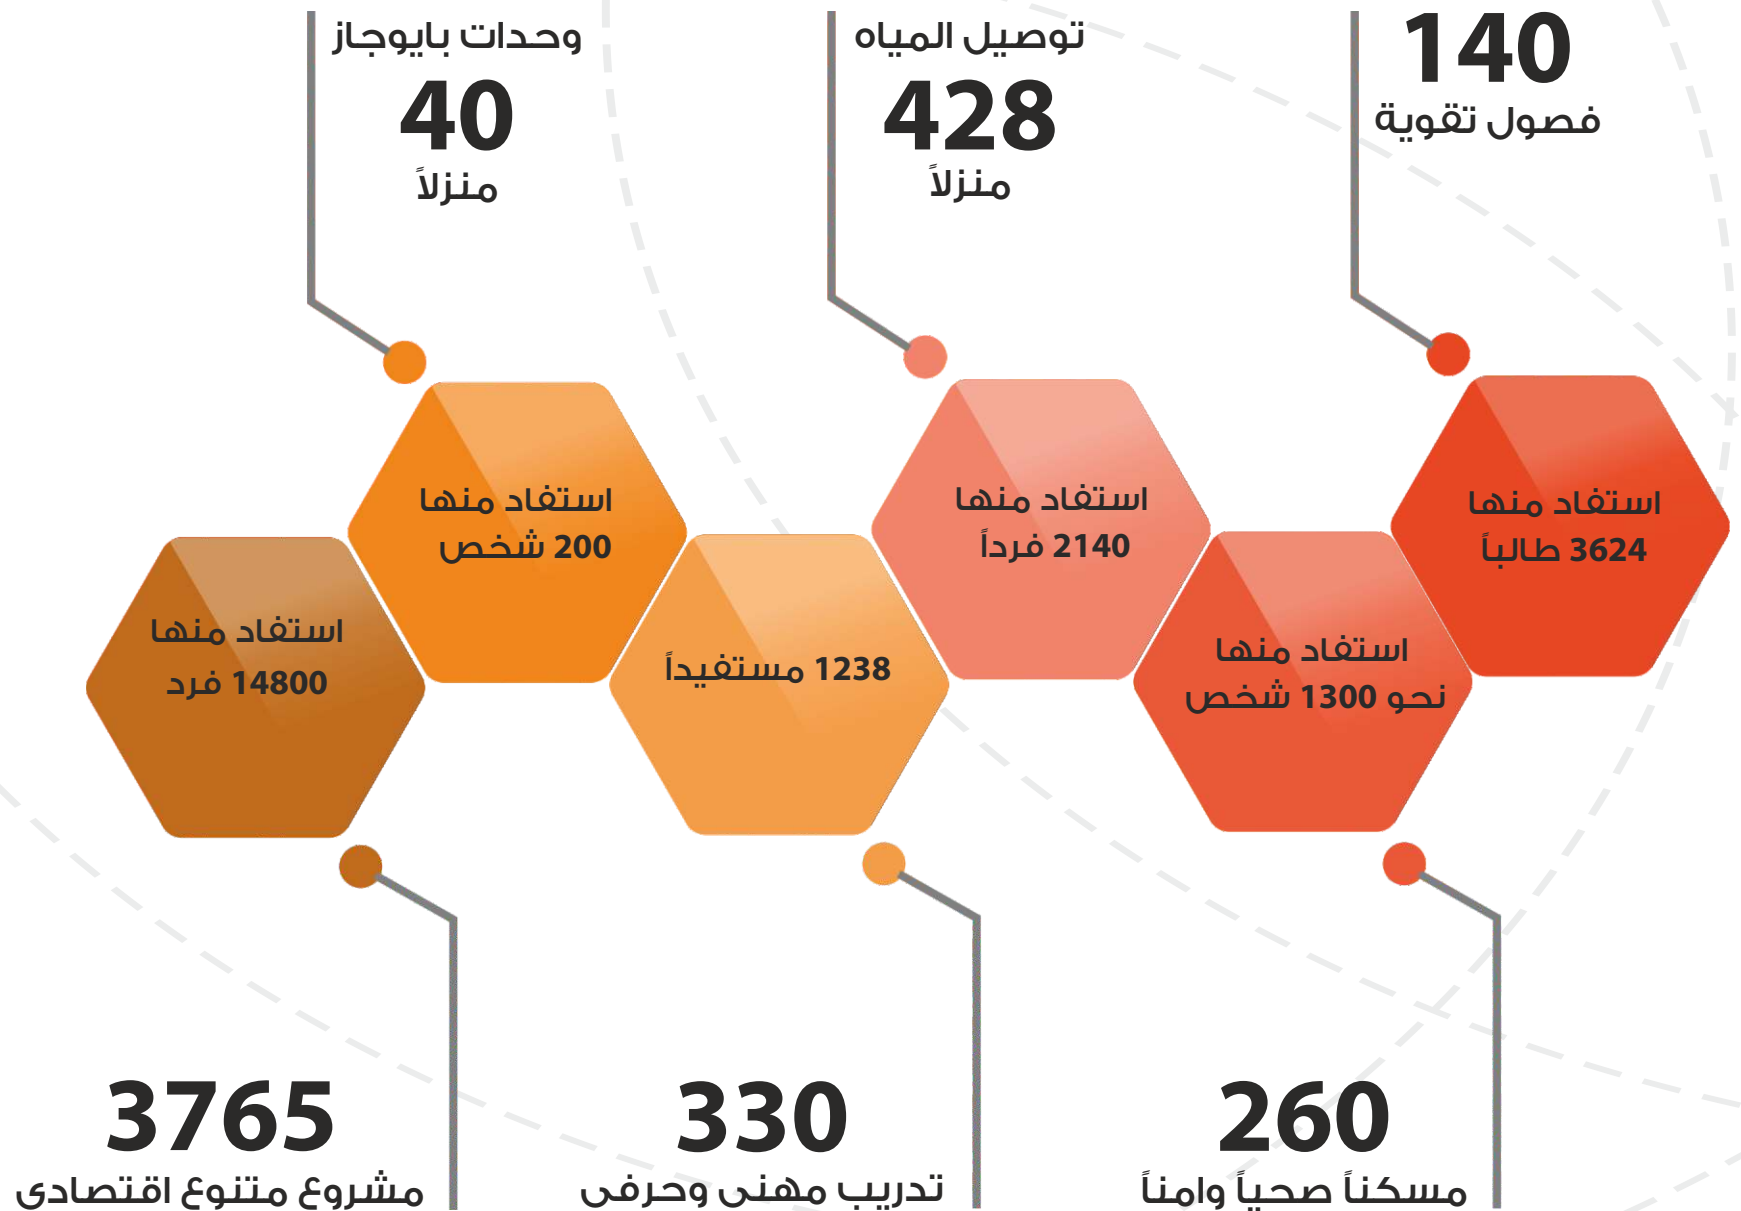 140
فصول تقوية
استفاد منها
3624 طالباً
260
مسكناً صحياً وامناً
استفاد منها
نحو 1300 شخص
توصيل المياه
428
منزلاً
استفاد منها
2140 فرداً
330
تدريب مهنى وحرفى
1238 مستفيداً
وحدات بايوجاز
40
منزلاً
استفاد منها
200 شخص
3765
مشروع متنوع اقتصادى
استفاد منها
14800 فرد